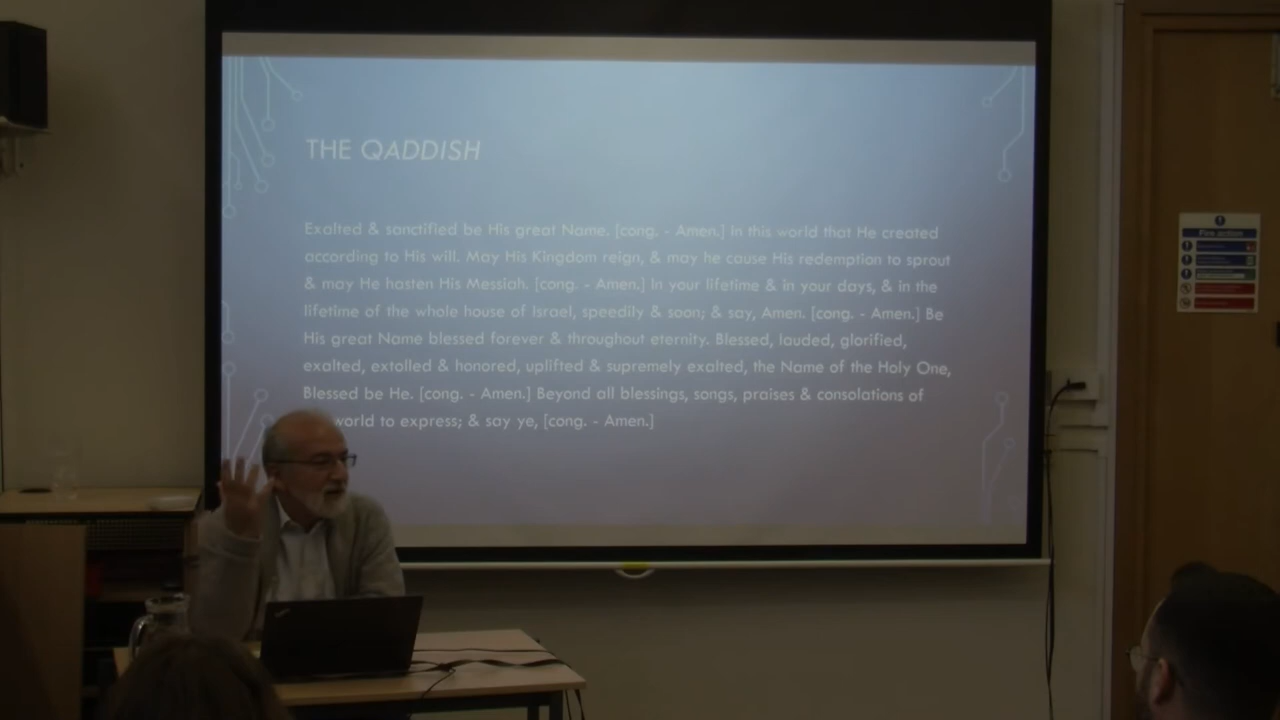 THE QADDISH
Exalted & sanctified be His great Name. [cong. - Amen.] In this world that He created
according to His will. May His Kingdom reign, & may he cause His redemption to sprout
& may He hasten His Messiah. [cong. - Amen.] In your lifetime & in your days, & in the
lifetime of the whole house of Israel, speedily & soon; & say, Amen. [cong. - Amen.] Be
His great Name blessed forever & throughout eternity. Blessed, lauded, glorified,
exalted, extolled & honored, uplifted & supremely exalted, the Name of the Holy One,
Blessed be He. [cong. - Amen.] Beyond all blessings, songs, praises & consolations of
world to express; & say ye, [cong. - Amen.]
Fire action